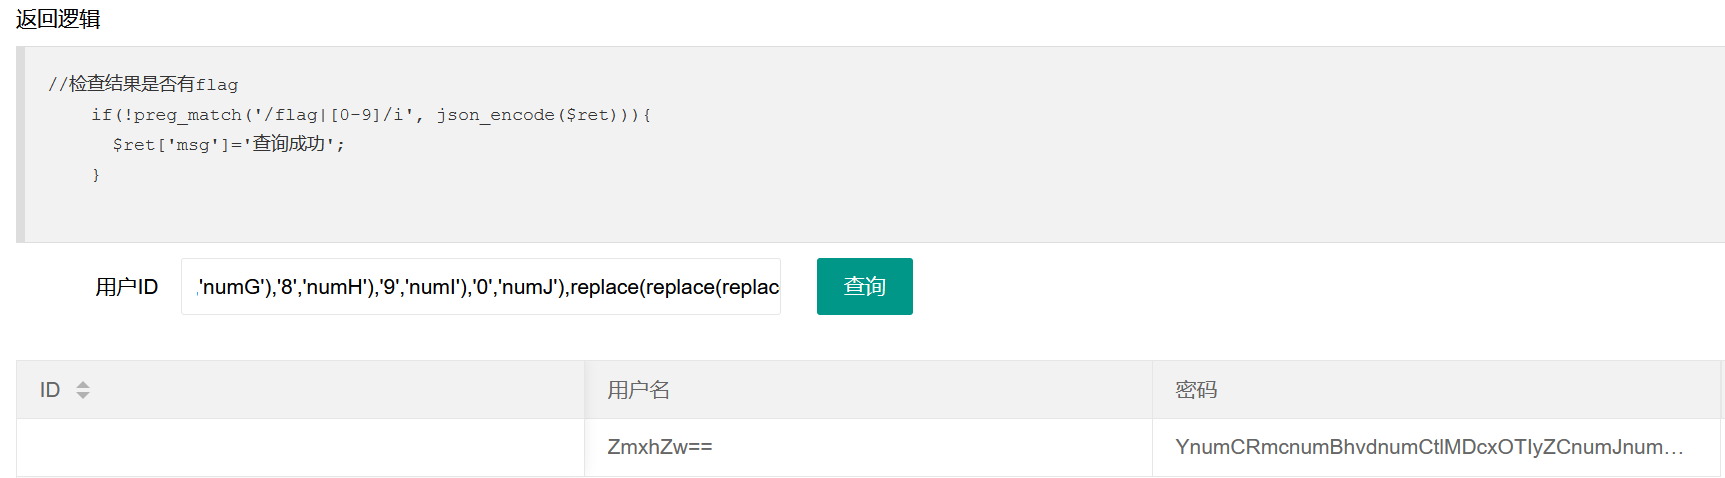 返回逻辑
//检查结果是否有flag
if(!preg_match('/flag|[0-9]/i', json_encode($ret))){
$ret['msg']='查询成功';
}
用户ID ,'numG'),'8','numH'),'9','numI'),'0','numJ'),replace(replace(replac 查询
ID 用户名 密码
ZmxhZw== YnumCRmcnumBhvdnumCtlMDcxOTIyZCnumJnum...